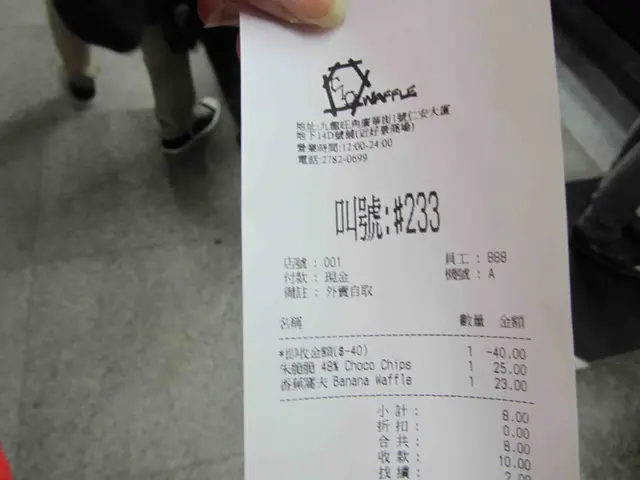 WAFFLE
地址:九龍旺角廣華街1號仁安大廈
地下14D號舖(近好景商場)
營業時間:12:00-24:00
電話:2782-0699
叫號:#233
店號 : 001 員工 : 888
付款 : 現金 機號 : A
備註 : 外賣自取
名稱 數量 金額
*即收金額($-40) 1 -40.00
朱脆脆 48% Choco Chips 1 25.00
香蕉窩夫 Banana Waffle 1 23.00
小計 : 8.00
折扣 : 0.00
合共 : 8.00
收款 : 10.00
找續 : 2.00